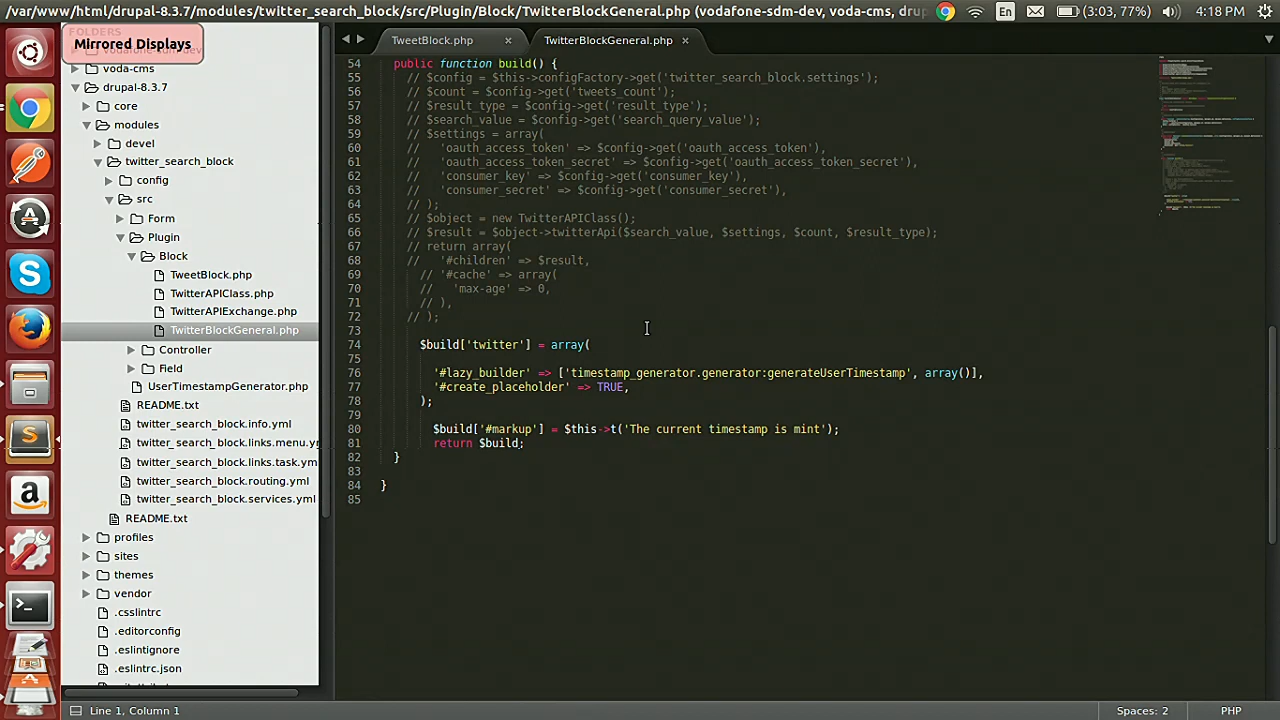 /var/www/html/drupal-8.3.7/modules/twitter_search_block/src/Plugin/Block/TwitterBlockGeneral.php (vodafone-sdm-dev, voda-cms, drup
En
(3:03, 77%)
4:18 PM
FOLDERS
Mirrored Displays
voda-cms
drupal-8.3.7
core
modules
devel
twitter_search_block
config
src
Form
Plugin
Block
TweetBlock.php
TwitterAPIClass.php
TwitterAPIExchange.php
TwitterBlockGeneral.php
Controller
Field
UserTimestampGenerator.php
README.txt
twitter_search_block.info.yml
twitter_search_block.links.menu.yr
twitter_search_block.links.task.ym
twitter_search_block.routing.yml
twitter_search_block.services.yml
README.txt
profiles
sites
themes
vendor
.csslintrc
.editorconfig
.eslintignore
.eslintrc.json
TweetBlock.php ×
TwitterBlockGeneral.php ×
54 public function build() {
55 // $config = $this->configFactory->get('twitter_search_block.settings');
56 // $count = $config->get('tweets_count');
57 // $result_type = $config->get('result_type');
58 // $search_value = $config->get('search_query_value');
59 // $settings = array(
60 // 'oauth_access_token' => $config->get('oauth_access_token'),
61 // 'oauth_access_token_secret' => $config->get('oauth_access_token_secret'),
62 // 'consumer_key' => $config->get('consumer_key'),
63 // 'consumer_secret' => $config->get('consumer_secret'),
64 // );
65 // $object = new TwitterAPIClass();
66 // $result = $object->twitterApi($search_value, $settings, $count, $result_type);
67 // return array(
68 // '#children' => $result,
69 // '#cache' => array(
70 // 'max-age' => 0,
71 // ),
72 // );
73
74 $build['twitter'] = array(
75
76 '#lazy_builder' => ['timestamp_generator.generator:generateUserTimestamp', array()],
77 '#create_placeholder' => TRUE,
78 );
79
80 $build['#markup'] = $this->t('The current timestamp is mint');
81 return $build;
82 }
83
84 }
85
Line 1, Column 1
Spaces: 2
PHP